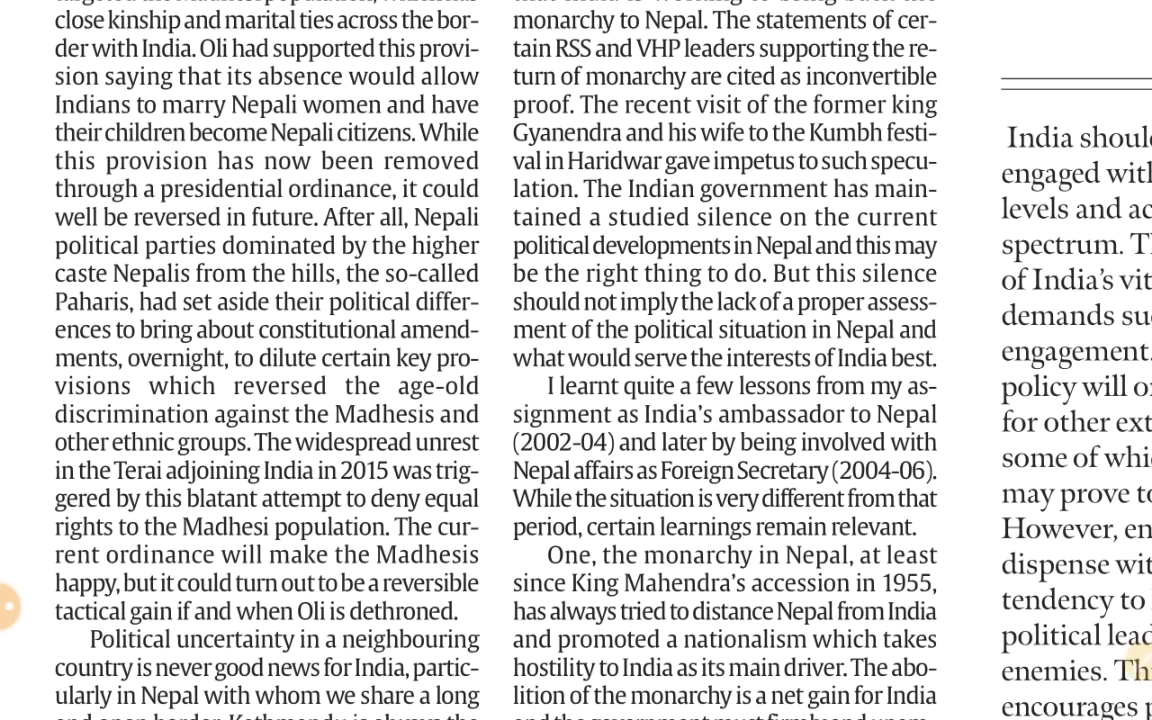 close kinship and marital ties across the bor-
der with India. Oli had supported this provi-
sion saying that its absence would allow
Indians to marry Nepali women and have
their children become Nepali citizens. While
this provision has now been removed
through a presidential ordinance, it could
well be reversed in future. After all, Nepali
political parties dominated by the higher
caste Nepalis from the hills, the so-called
Paharis, had set aside their political differ-
ences to bring about constitutional amend-
ments, overnight, to dilute certain key pro-
visions which reversed the age-old
discrimination against the Madhesis and
other ethnic groups. The widespread unrest
in the Terai adjoining India in 2015 was trig-
gered by this blatant attempt to deny equal
rights to the Madhesi population. The cur-
rent ordinance will make the Madhesis
happy, but it could turn out to be a reversible
tactical gain if and when Oli is dethroned.
Political uncertainty in a neighbouring
country is never good news for India, partic-
ularly in Nepal with whom we share a long
monarchy to Nepal. The statements of cer-
tain RSS and VHP leaders supporting the re-
turn of monarchy are cited as inconvertible
proof. The recent visit of the former king
Gyanendra and his wife to the Kumbh festi-
val in Haridwar gave impetus to such specu-
lation. The Indian government has main-
tained a studied silence on the current
political developments in Nepal and this may
be the right thing to do. But this silence
should not imply the lack of a proper assess-
ment of the political situation in Nepal and
what would serve the interests of India best.
I learnt quite a few lessons from my as-
signment as India's ambassador to Nepal
(2002-04) and later by being involved with
Nepal affairs as Foreign Secretary (2004-06).
While the situation is very different from that
period, certain learnings remain relevant.
One, the monarchy in Nepal, at least
since King Mahendra's accession in 1955,
has always tried to distance Nepal from India
and promoted a nationalism which takes
hostility to India as its main driver. The abo-
lition of the monarchy is a net gain for India
India
engaged
levels and
spectrum.
of India's
demands
engagement.
policy will
for other
some of
may prove
However,
dispense
tendency to
political
enemies.
encourages